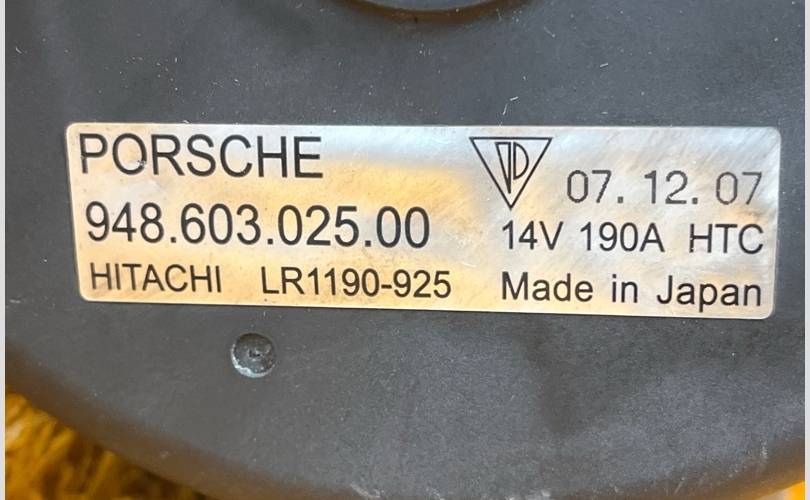 PORSCHE
07. 12. 07
948.603.025.00
14V 190A HTC
HITACHI LR1190-925
Made in Japan